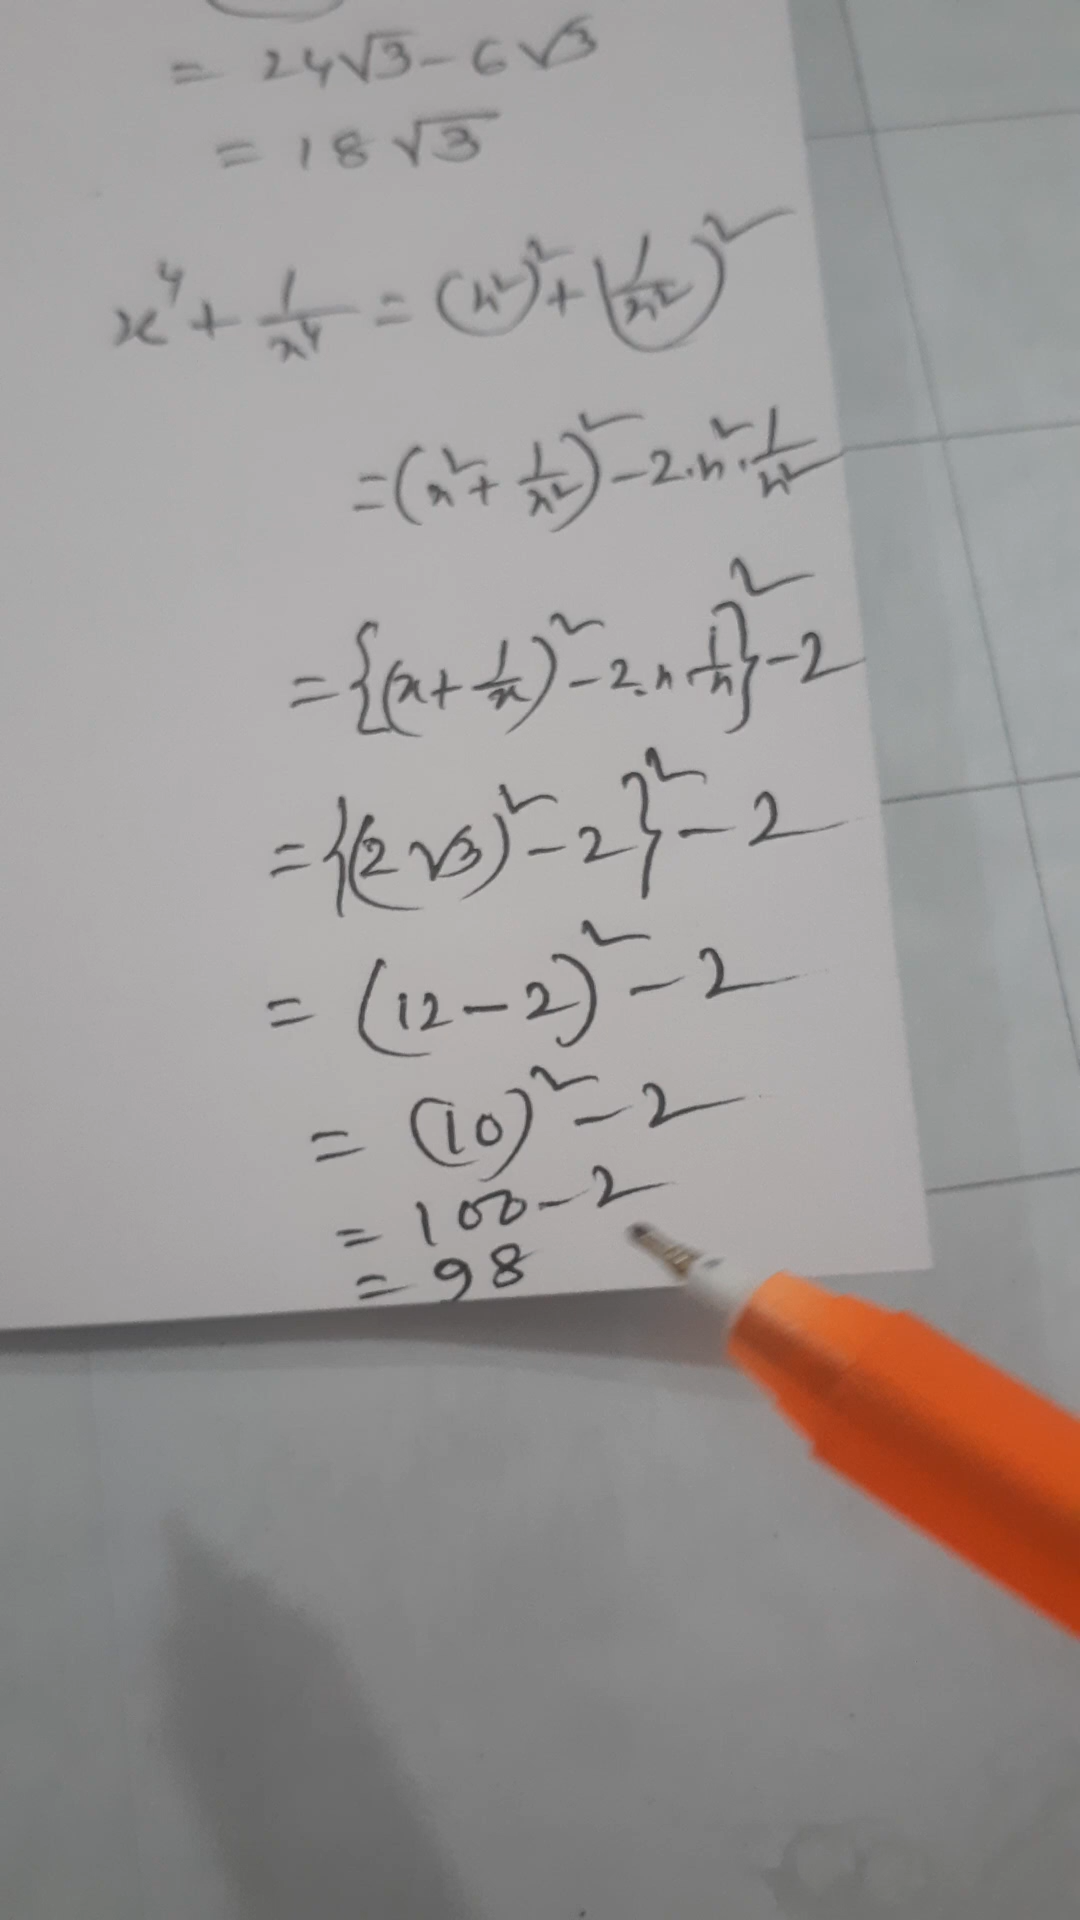 = 24√3 - 6√3
= 18√3
x⁴ + 1/x⁴ = (x²)² + (1/x²)²
= (x² + 1/x²)² - 2.x².1/x²
= {(x + 1/x)² - 2.x 1/x}² - 2
= {(2√3)² - 2}² - 2
= (12 - 2)² - 2
= (10)² - 2
= 100 - 2
= 98